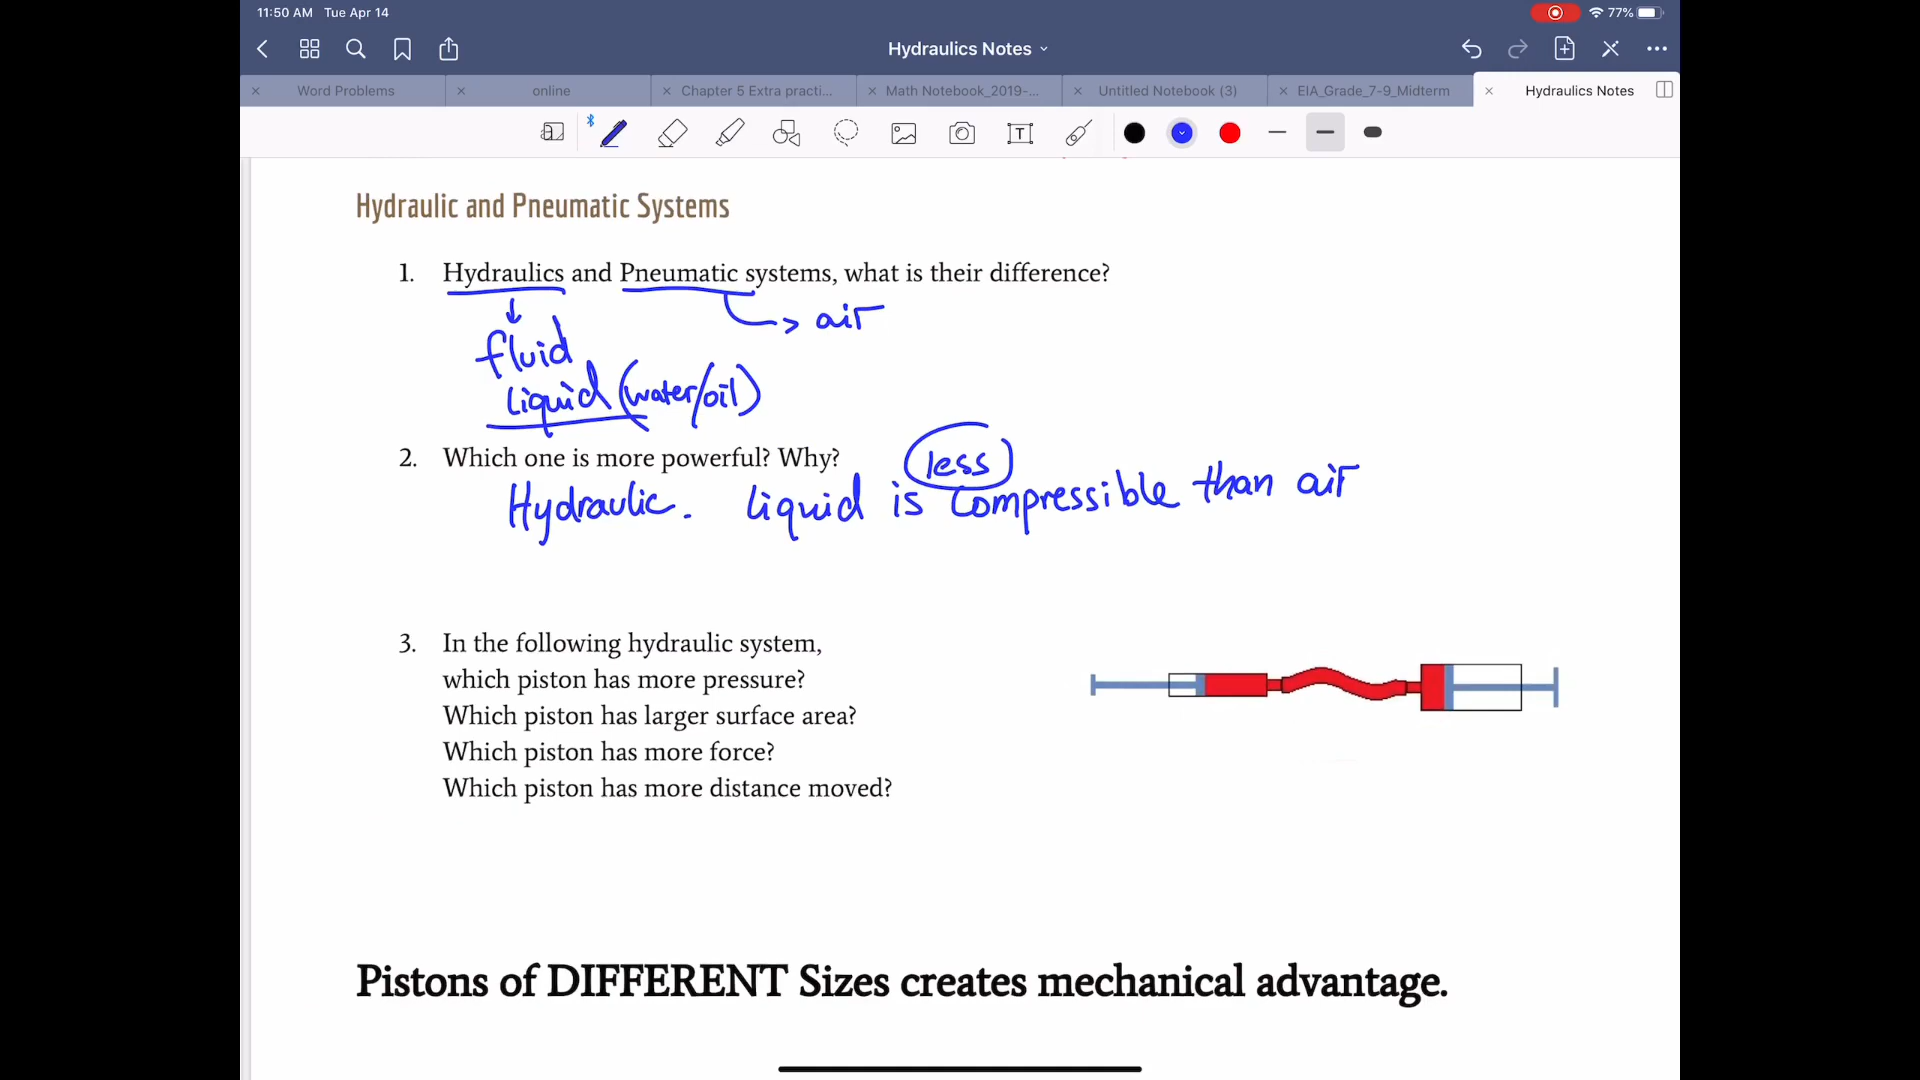 11:50 AM Tue Apr 14
77%
Hydraulics Notes
Word Problems
online
Chapter 5 Extra practi...
Math Notebook_2019-...
Untitled Notebook (3)
EIA_Grade_7-9_Midterm
Hydraulics Notes
Hydraulic and Pneumatic Systems
1. Hydraulics and Pneumatic systems, what is their difference?
air
fluid
liquid (water/oil)
2. Which one is more powerful? Why?
less
Hydraulic. Liquid is compressible than air
3. In the following hydraulic system,
which piston has more pressure?
Which piston has larger surface area?
Which piston has more force?
Which piston has more distance moved?
Pistons of DIFFERENT Sizes creates mechanical advantage.